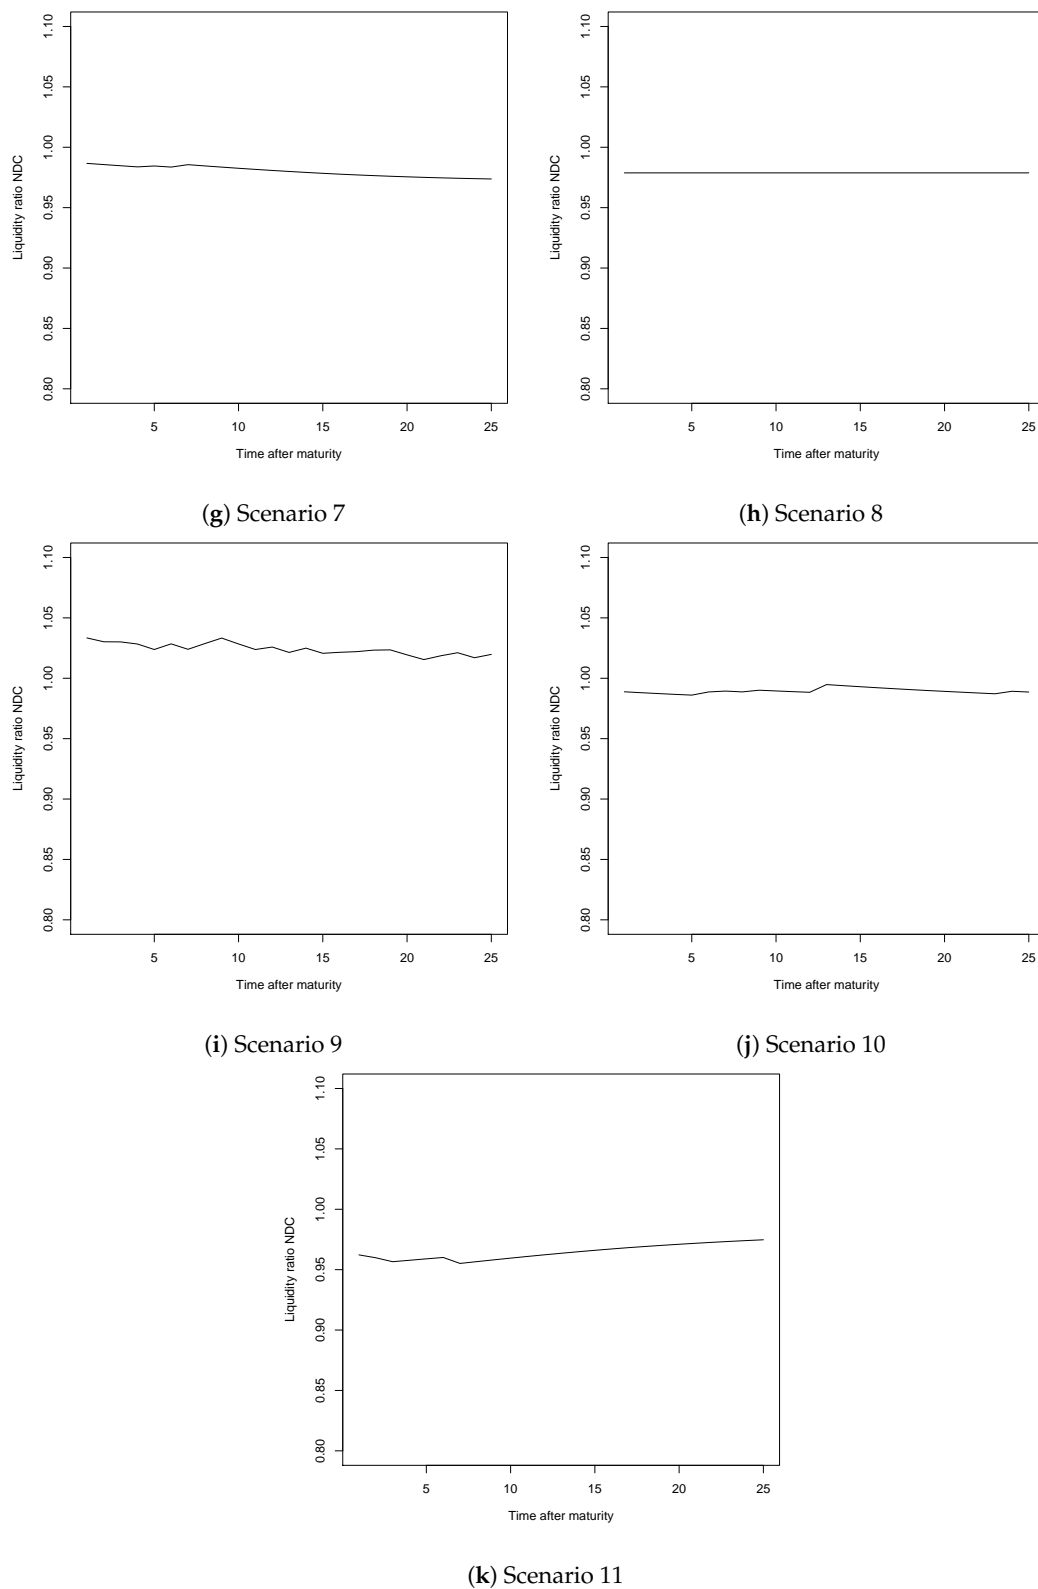 1.10
1.05
1.00
0.95
0.90
0.85
0.80
Liquidity ratio NDC
5 10 15 20 25
Time after maturity
(g) Scenario 7
1.10
1.05
1.00
0.95
0.90
0.85
0.80
Liquidity ratio NDC
5 10 15 20 25
Time after maturity
(h) Scenario 8
1.10
1.05
1.00
0.95
0.90
0.85
0.80
Liquidity ratio NDC
5 10 15 20 25
Time after maturity
(i) Scenario 9
1.10
1.05
1.00
0.95
0.90
0.85
0.80
Liquidity ratio NDC
5 10 15 20 25
Time after maturity
(j) Scenario 10
1.10
1.05
1.00
0.95
0.90
0.85
0.80
Liquidity ratio NDC
5 10 15 20 25
Time after maturity
(k) Scenario 11